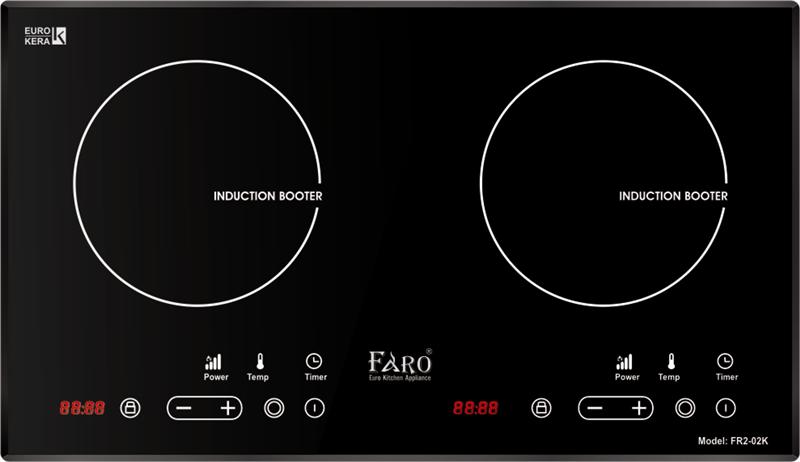 EURO
KERA K
INDUCTION BOOTER
INDUCTION BOOTER
Power Temp Timer
FARO®
Euro Kitchen Appliance
Power Temp Timer
88:88
88:88
Model: FR2-02K